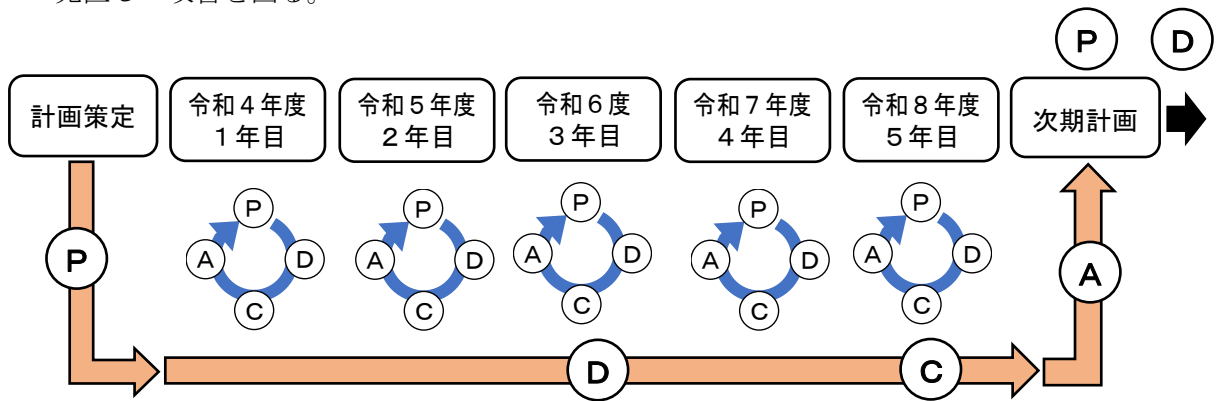 P D
計画策定
令和４年度
１年目
令和５年度
２年目
令和６度
３年目
令和７年度
４年目
令和８年度
５年目
次期計画
P
D
C
A
P
D
C
A
P
D
C
A
P
D
C
A
P
D
C
A
P
D
C
A